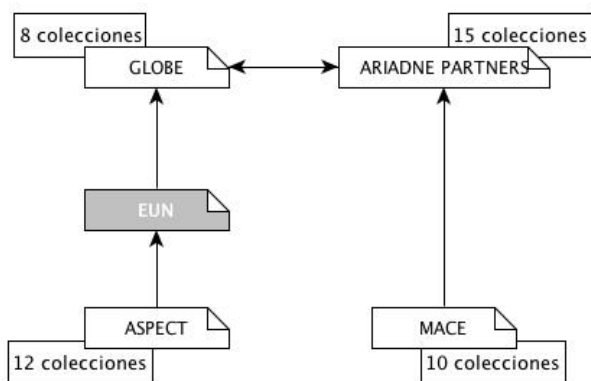 8 colecciones
15 colecciones
GLOBE
ARIADNE PARTNERS
EUN
ASPECT
MACE
12 colecciones
10 colecciones